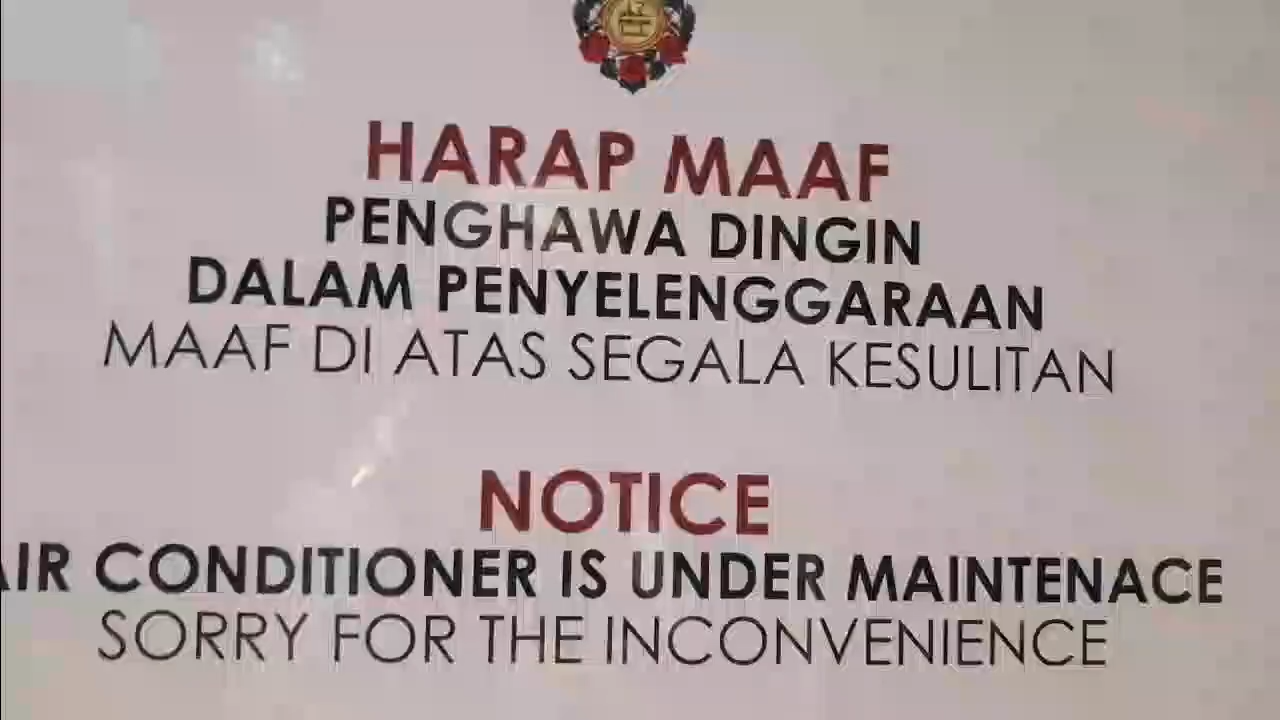 HARAP MAAF
PENGHAWA DINGIN
DALAM PENYELENGGARAAN
MAAF DI ATAS SEGALA KESULITAN
NOTICE
AIR CONDITIONER IS UNDER MAINTENACE
SORRY FOR THE INCONVENIENCE